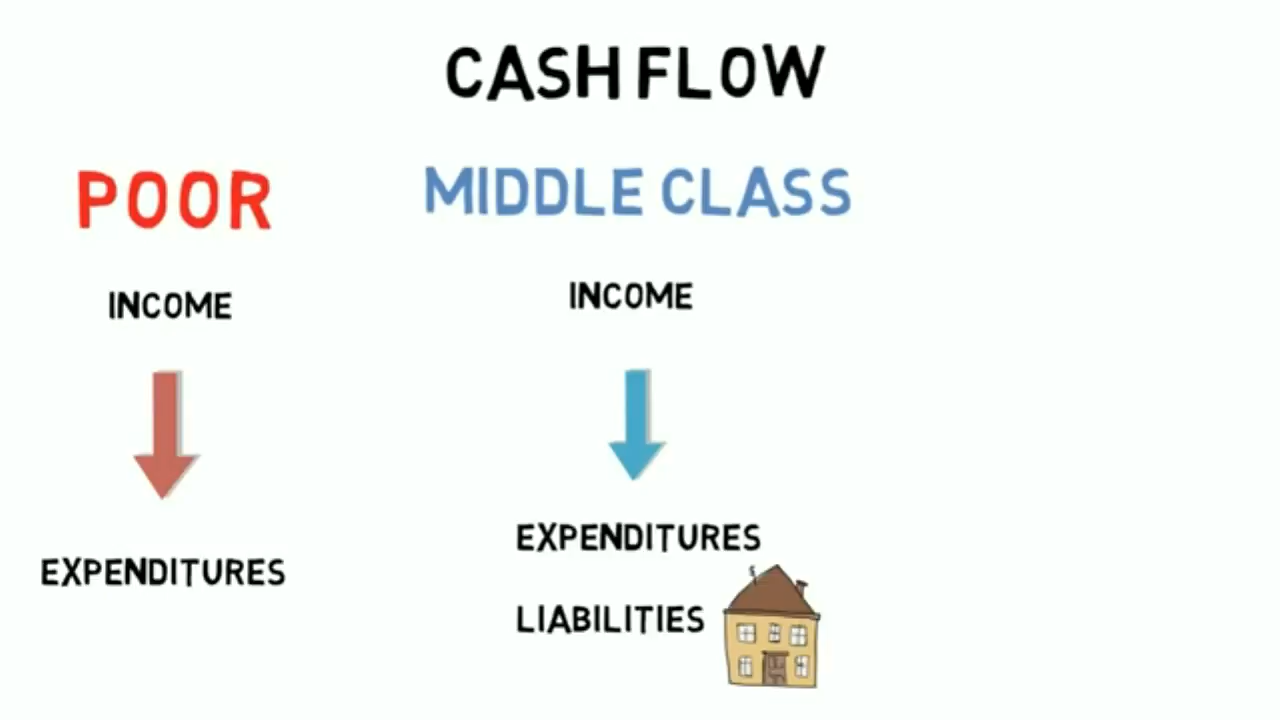 CASH FLOW
POOR
INCOME
EXPENDITURES
MIDDLE CLASS
INCOME
EXPENDITURES
LIABILITIES